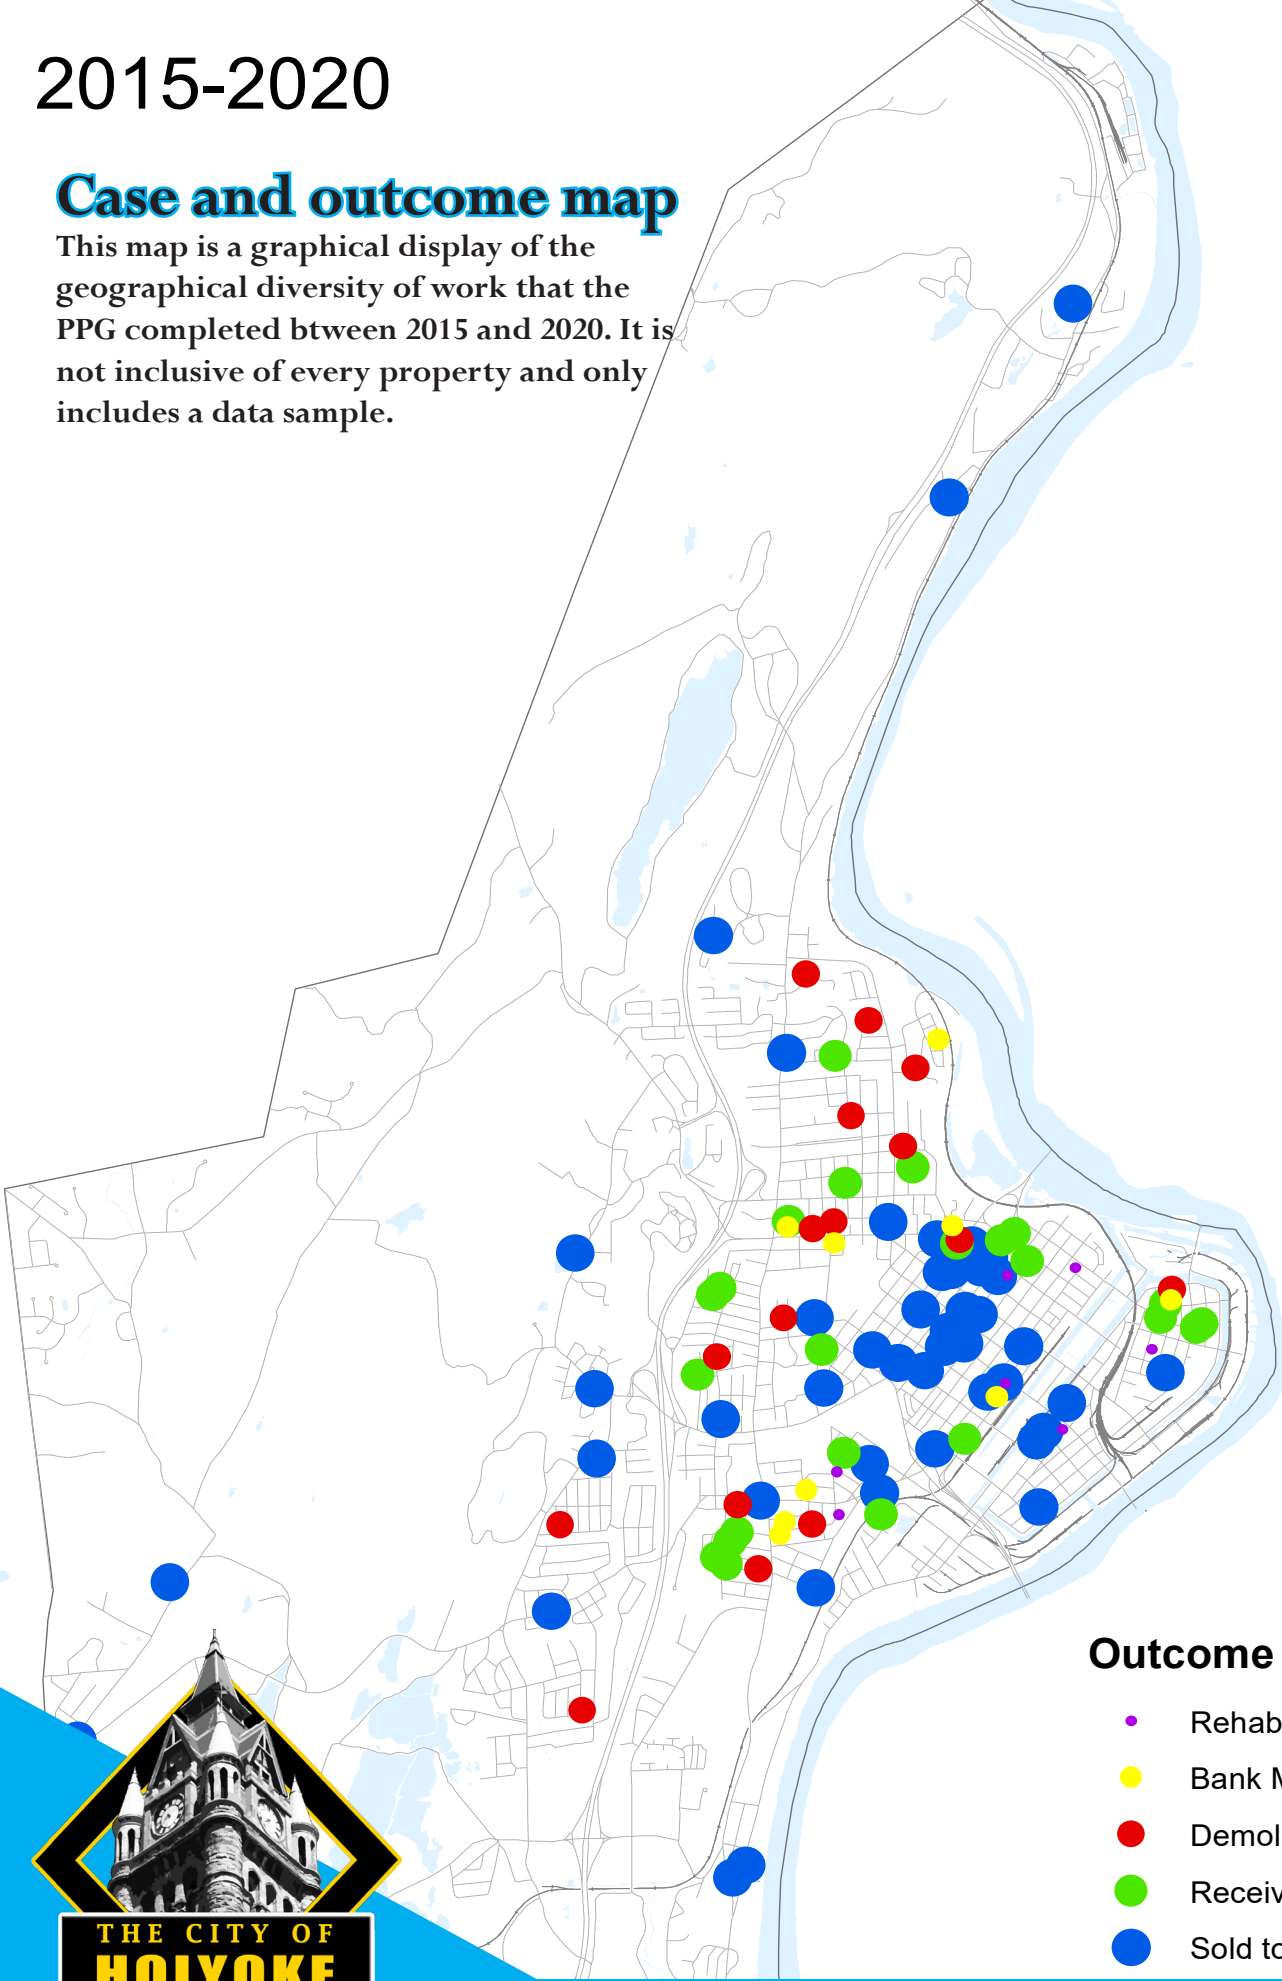 2015-2020
Case and outcome map
This map is a graphical display of the
geographical diversity of work that the
PPG completed btween 2015 and 2020. It is
not inclusive of every property and only
includes a data sample.
Outcome
Rehab
Bank M
Demol
Receiv
Sold to
THE CITY OF
HOLYOKE